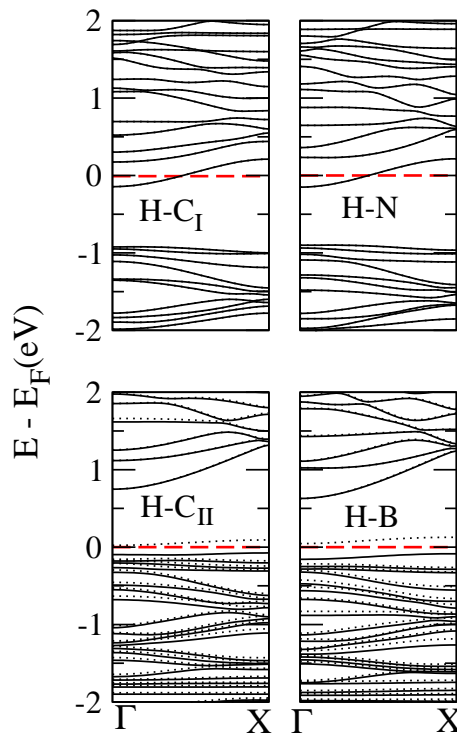 2
1
0
-1
-2
H-C_I
H-N
E - E_F(eV)
2
1
0
-1
-2
H-C_II
H-B
Γ X Γ X